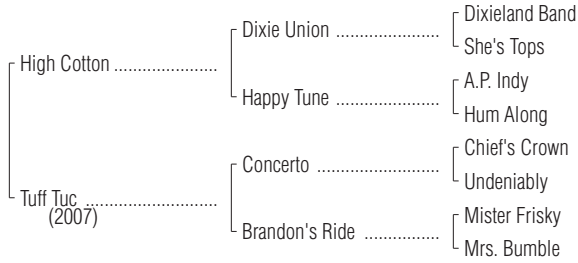 Dixieland Band
Dixie Union ....................
She's Tops
High Cotton ....................
A.P. Indy
Happy Tune ....................
Hum Along
Chief's Crown
Concerto ........................
Undeniably
Tuff Tuc .........................
(2007)
Mister Frisky
Brandon's Ride ...............
Mrs. Bumble